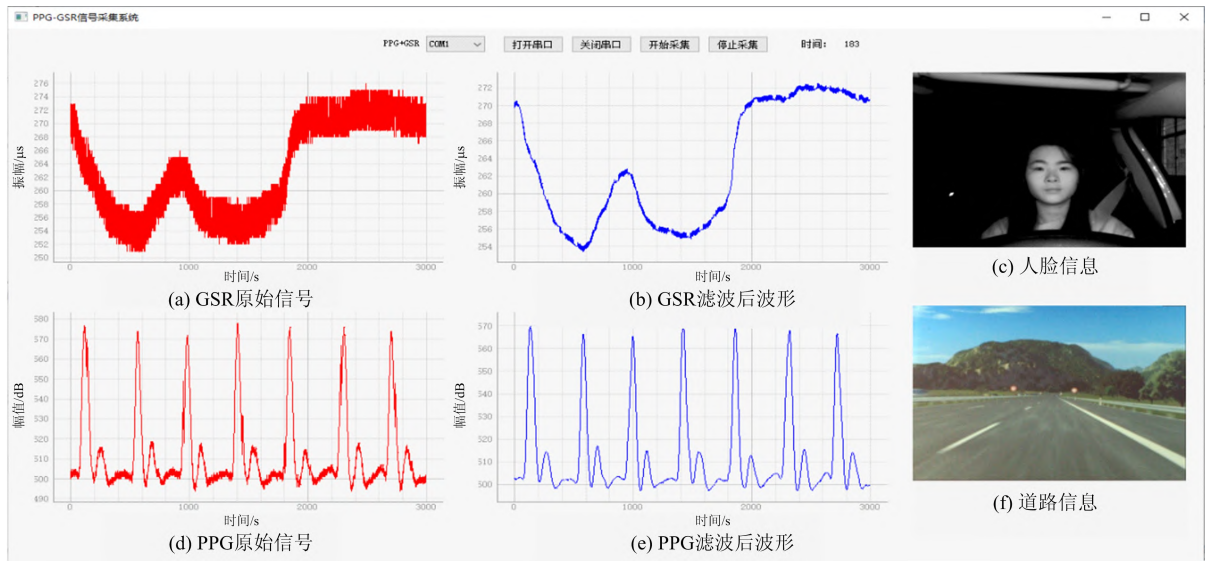 PPG-GSR信号采集系统
PPG+GSR COM1 打开串口 关闭串口 开始采集 停止采集 时间: 183
276
274
272
270
268
266
264
262
260
258
256
254
252
250
振幅/μs
0 1000 2000 3000
时间/s
(a) GSR原始信号
272
270
268
266
264
262
260
258
256
254
振幅/μs
0 1000 2000 3000
时间/s
(b) GSR滤波后波形
(c) 人脸信息
580
570
560
550
540
530
520
510
500
490
幅值/dB
0 1000 2000 3000
时间/s
(d) PPG原始信号
570
560
550
540
530
520
510
500
幅值/dB
0 1000 2000 3000
时间/s
(e) PPG滤波后波形
(f) 道路信息